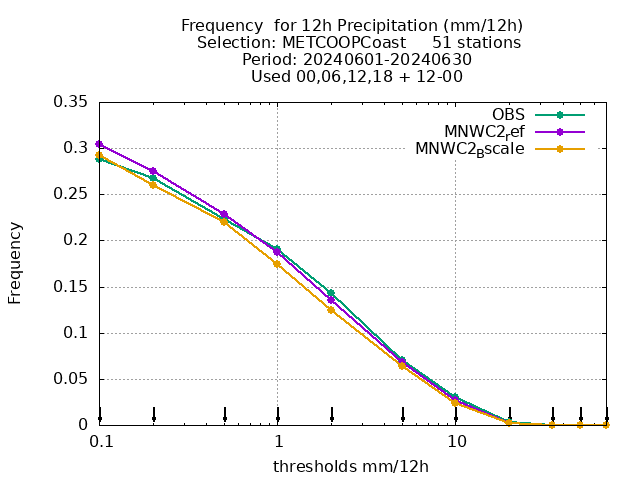 Frequency  for 12h Precipitation (mm/12h)
Selection: METCOOPCoast     51 stations
Period: 20240601-20240630
Used 00,06,12,18 + 12-00
0.35
0.3
0.25
0.2
0.15
0.1
0.05
0
OBS
MNWC2ref
MNWC2Bscale
Frequency
0.1
1
10
thresholds mm/12h